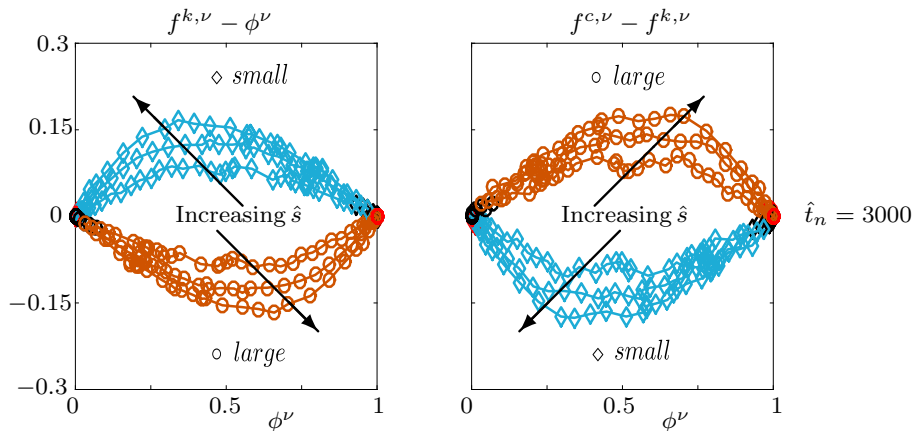 f^{k,ν} − ϕ^ν
f^{c,ν} − f^{k,ν}
0.3
0.15
0
−0.15
−0.3
small
large
Increasing ŝ
Increasing ŝ
t̂_n = 3000
large
small
0 0.5 1
0 0.5 1
ϕ^ν
ϕ^ν